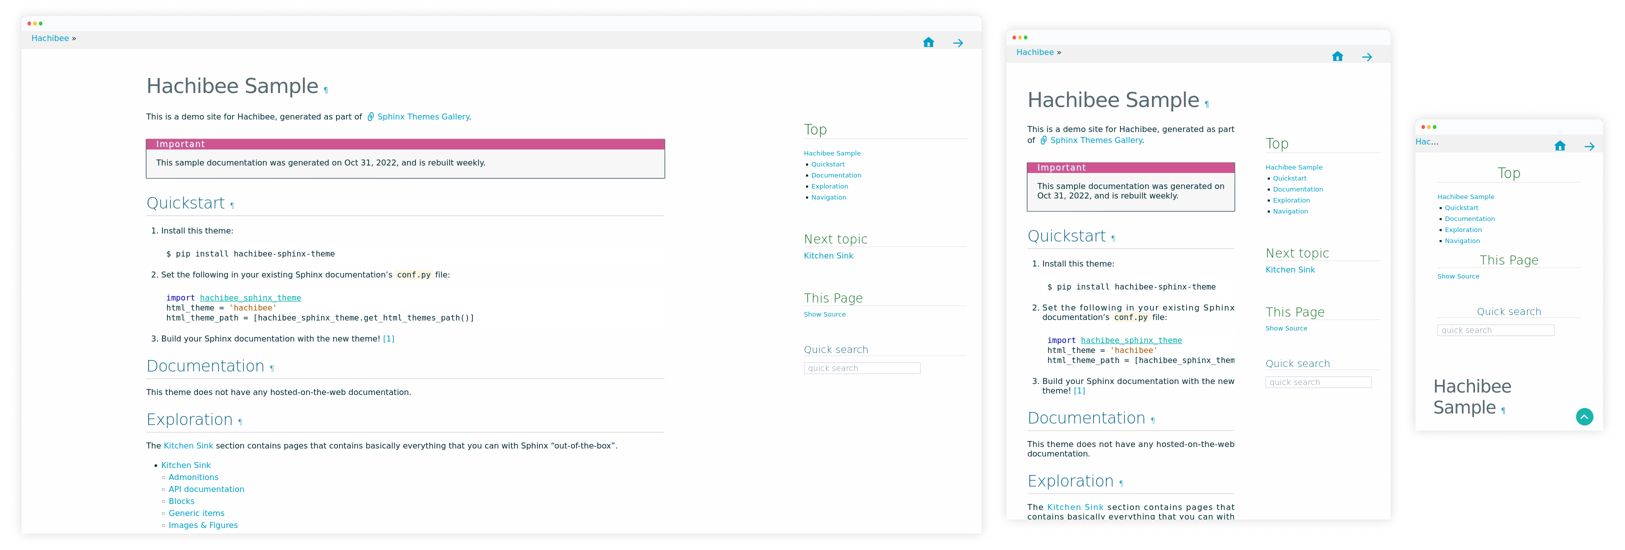 Hachibee »
Hachibee Sample ¶
This is a demo site for Hachibee, generated as part of Sphinx Themes Gallery.
Important
This sample documentation was generated on Oct 31, 2022, and is rebuilt weekly.
Quickstart ¶
1. Install this theme:
$ pip install hachibee-sphinx-theme
2. Set the following in your existing Sphinx documentation’s conf.py file:
import hachibee_sphinx_theme
html_theme = 'hachibee'
html_theme_path = [hachibee_sphinx_theme.get_html_themes_path()]
3. Build your Sphinx documentation with the new theme! [1]
Documentation ¶
This theme does not have any hosted-on-the-web documentation.
Exploration ¶
The Kitchen Sink section contains pages that contains basically everything that you can with Sphinx “out-of-the-box”.
• Kitchen Sink
◦ Admonitions
◦ API documentation
◦ Blocks
◦ Generic items
◦ Images & Figures
Top
Hachibee Sample
• Quickstart
• Documentation
• Exploration
• Navigation
Next topic
Kitchen Sink
This Page
Show Source
Quick search
quick search
Hachibee »
Hachibee Sample ¶
This is a demo site for Hachibee, generated as part
of Sphinx Themes Gallery.
Important
This sample documentation was generated on
Oct 31, 2022, and is rebuilt weekly.
Quickstart ¶
1. Install this theme:
$ pip install hachibee-sphinx-theme
2. Set the following in your existing Sphinx
documentation’s conf.py file:
import hachibee_sphinx_theme
html_theme = 'hachibee'
html_theme_path = [hachibee_sphinx_them
3. Build your Sphinx documentation with the new
theme! [1]
Documentation ¶
This theme does not have any hosted-on-the-web
documentation.
Exploration ¶
The Kitchen Sink section contains pages that
contains basically everything that you can with
Top
Hachibee Sample
• Quickstart
• Documentation
• Exploration
• Navigation
Next topic
Kitchen Sink
This Page
Show Source
Quick search
quick search
Hac...
Top
Hachibee Sample
• Quickstart
• Documentation
• Exploration
• Navigation
This Page
Show Source
Quick search
quick search
Hachibee
Sample ¶